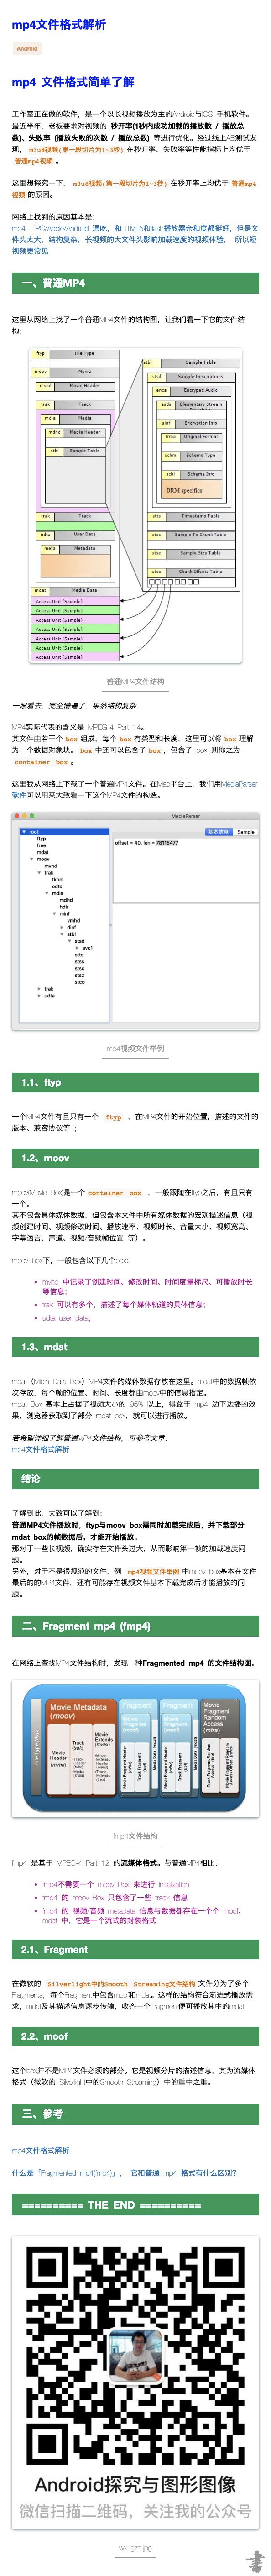 mp4文件格式解析
Android
mp4 文件格式简单了解
工作室正在做的软件，是一个以长视频播放为主的Android与iOS 手机软件。
最近半年，老板要求对视频的 秒开率(1秒内成功加载的播放数 / 播放总
数)、失败率 (播放失败的次数 / 播放总数) 等进行优化。经过线上AB测试发
现， m3u8视频(第一段切片为1-3秒) 在秒开率、失败率等性能指标上均优于
普通mp4视频 。
这里想探究一下， m3u8视频(第一段切片为1-3秒) 在秒开率上均优于 普通mp4
视频 的原因。
网络上找到的原因基本是：
mp4 - PC/Apple/Android 通吃，和HTML5和flash播放器亲和度都挺好，但是文
件头太大，结构复杂，长视频的大文件头影响加载速度的视频体验， 所以短
视频更常见
一、普通MP4
这里从网络上找了一个普通MP4文件的结构图，让我们看一下它的文件结
构：
ftyp File Type
moov Movie
mvhd Movie Header
trak Track
mdia Media
mdhd Media Header
stbl Sample Table
trak Track
udta User Data
meta Metadata
mdat Media Data
Access Unit (Sample)
Access Unit (Sample)
Access Unit (Sample)
Access Unit (Sample)
Access Unit (Sample)
Access Unit (Sample)
stbl Sample Table
stsd Sample Descriptions
enca Encrypted Audio
esds Elementary Stream
sinf Encryption Info
frma Original Format
schm Scheme Type
schi Scheme Info
DRM specifics
stts Timestamp Table
stsc Sample To Chunk Table
stsz Sample Size Table
stco Chunk Offsets Table
普通MP4文件结构
一眼看去，完全懵逼了，果然结构复杂...
MP4实际代表的含义是 MPEG-4 Part 14。
其文件由若干个 box 组成，每个 box 有类型和长度，这里可以将 box 理解
为一个数据对象块。 box 中还可以包含子 box ，包含子 box 则称之为
container box 。
这里我从网络上下载了一个普通MP4文件。在Mac平台上，我们用MediaParser
软件可以用来大致看一下这个MP4文件的构造。
MediaParser
root
ftyp
free
mdat
moov
mvhd
trak
tkhd
edts
mdia
mdhd
hdlr
minf
vmhd
dinf
stbl
stsd
avc1
stts
stss
stsc
stsz
stco
trak
udta
基本信息 Sample
offset = 40, len = 78115477
mp4视频文件举例
1.1、ftyp
一个MP4文件有且只有一个 ftyp ，在MP4文件的开始位置，描述的文件的
版本、兼容协议等 ；
1.2、moov
moov(Movie Box)是一个 container box ，一般跟随在ftyp之后，有且只有
一个。
其不包含具体媒体数据，但包含本文件中所有媒体数据的宏观描述信息（视
频创建时间、视频修改时间、播放速率、视频时长、音量大小、视频宽高、
字幕语言、声道、视频/音频帧位置 等）。
moov box下，一般包含以下几个box:
• mvhd 中记录了创建时间、修改时间、时间度量标尺、可播放时长
等信息；
• trak 可以有多个，描述了每个媒体轨道的具体信息；
• udta user data；
1.3、mdat
mdat（Midia Data Box）MP4文件的媒体数据存放在这里。mdat中的数据帧依
次存放，每个帧的位置、时间、长度都由moov中的信息指定。
mdat Box 基本上占据了视频大小的 95% 以上，得益于 mp4 边下边播的效
果，浏览器获取到了部分 mdat box，就可以进行播放。
若希望详细了解普通MP4文件结构，可参考文章：
mp4文件格式解析
结论
了解到此，大致可以了解到：
普通MP4文件播放时，ftyp与moov box需同时加载完成后，并下载部分
mdat box的帧数据后，才能开始播放。
那对于一些长视频，确实存在文件头过大，从而影响第一帧的加载速度问
题。
另外，对于不是很规范的文件，例 mp4视频文件举例 中moov box基本在文件
最后的的MP4文件，还有可能存在视频文件基本下载完成后才能播放的问
题。
二、Fragment mp4 (fmp4)
在网络上查找MP4文件结构时，发现一种Fragmented mp4 的文件结构图。
Movie Metadata
(moov)
Fragment
Fragment
Movie
Fragment
Random
Access
(mfra)
fmp4文件结构
fmp4 是基于 MPEG-4 Part 12 的流媒体格式。与普通MP4相比：
• fmp4不需要一个 moov Box 来进行 initialization
• fmp4 的 moov Box 只包含了一些 track 信息
• fmp4 的 视频/音频 metadata 信息与数据都存在一个个 moof、
mdat 中，它是一个流式的封装格式
2.1、Fragment
在微软的 Silverlight中的Smooth Streaming文件结构 文件分为了多个
Fragments，每个Fragment中包含moof和mdat。这样的结构符合渐进式播放需
求，mdat及其描述信息逐步传输，收齐一个Fragment便可播放其中的mdat
2.2、moof
这个box并不是MP4文件必须的部分。它是视频分片的描述信息，其为流媒体
格式（微软的 Silverlight中的Smooth Streaming）中的重中之重。
三、参考
mp4文件格式解析
什么是「Fragmented mp4(fmp4)」， 它和普通 mp4 格式有什么区别?
========== THE END ==========
Android探究与图形图像
微信扫描二维码，关注我的公众号
wx_gzh.jpg